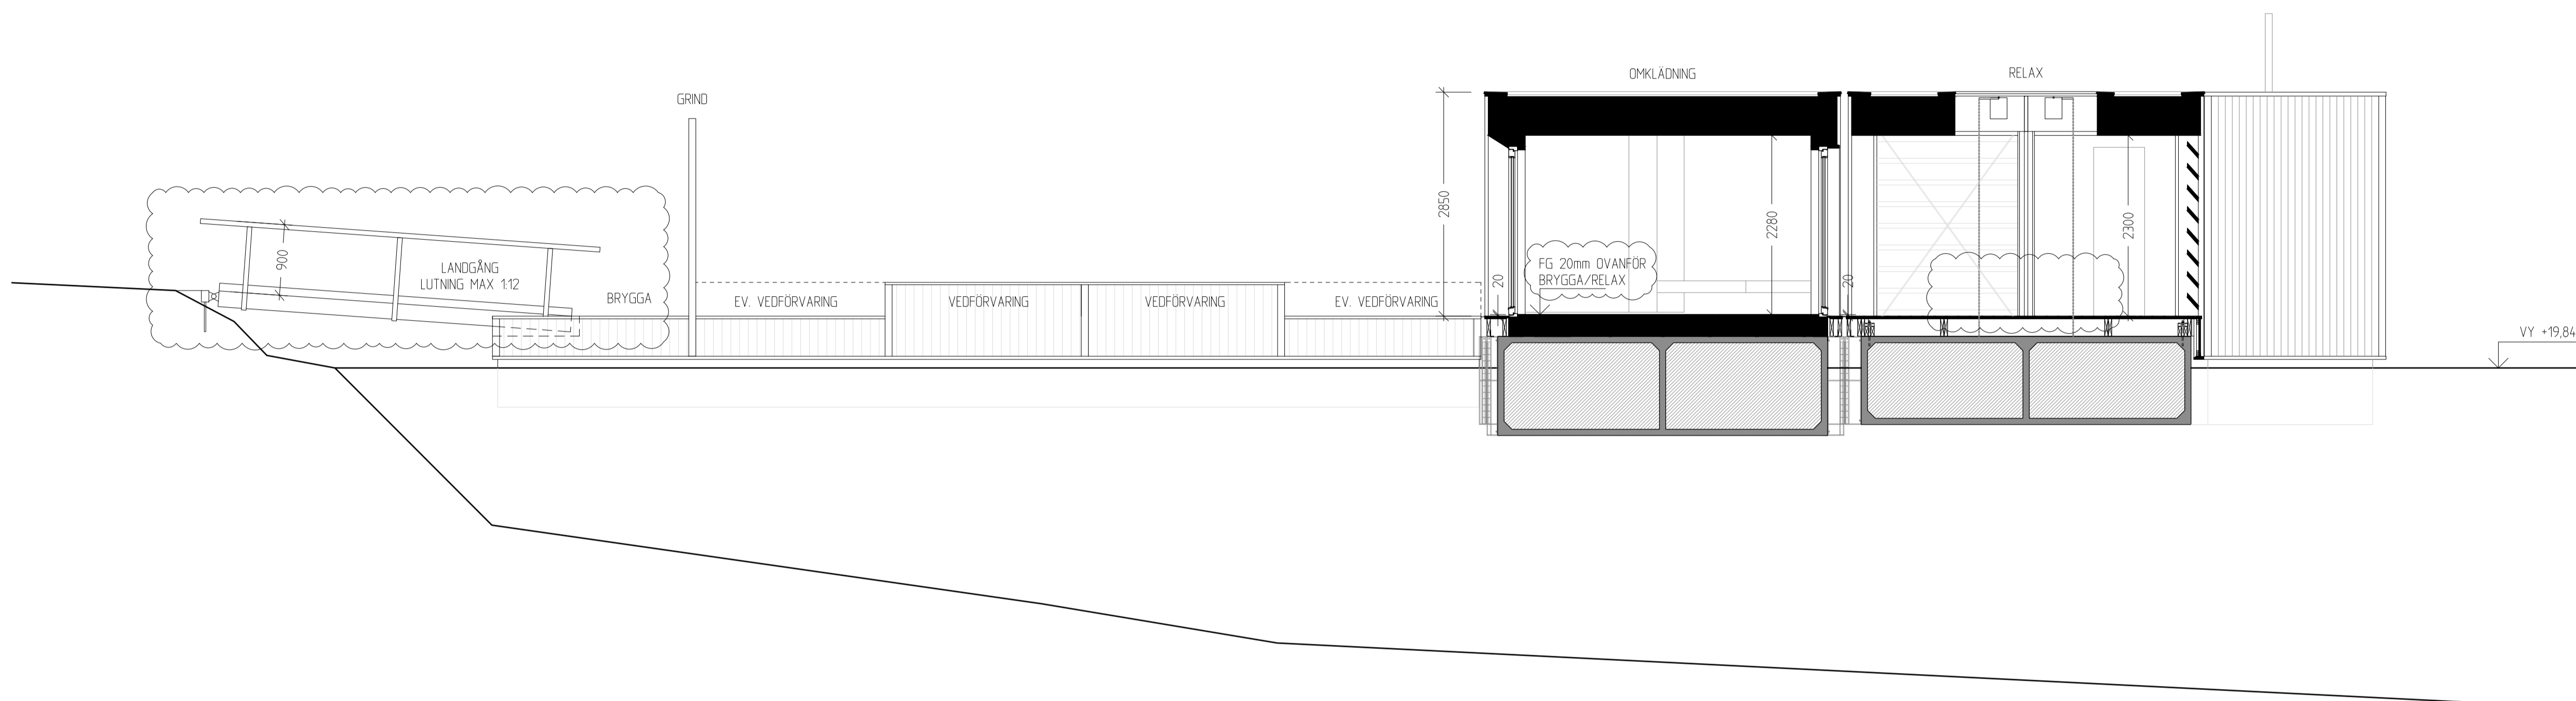 OMKLÄDNING
RELAX
GRIND
2850
2280
2300
900
LANDGÅNG
LUTNING MAX 1:12
BRYGGA
EV. VEDFÖRVARING
VEDFÖRVARING
VEDFÖRVARING
EV. VEDFÖRVARING
20
FG 20mm OVANFÖR
BRYGGA/RELAX
20
VY +19,84